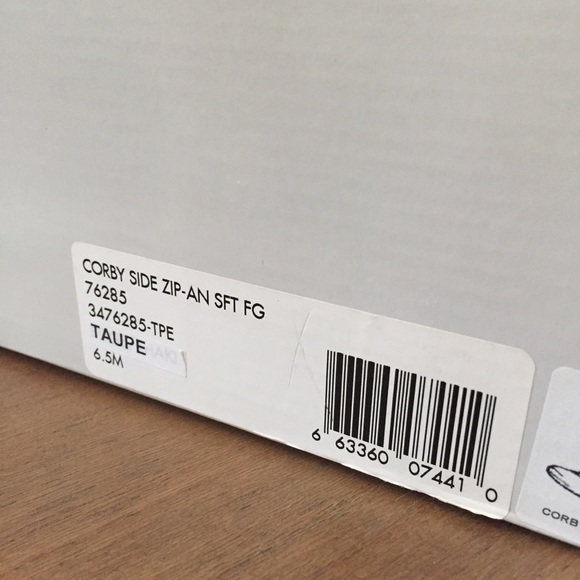 CORBY SIDE ZIP-AN SFT FG
76285
3476285-TPE
TAUPE
6.5M
6 63360 07441 0
CORB